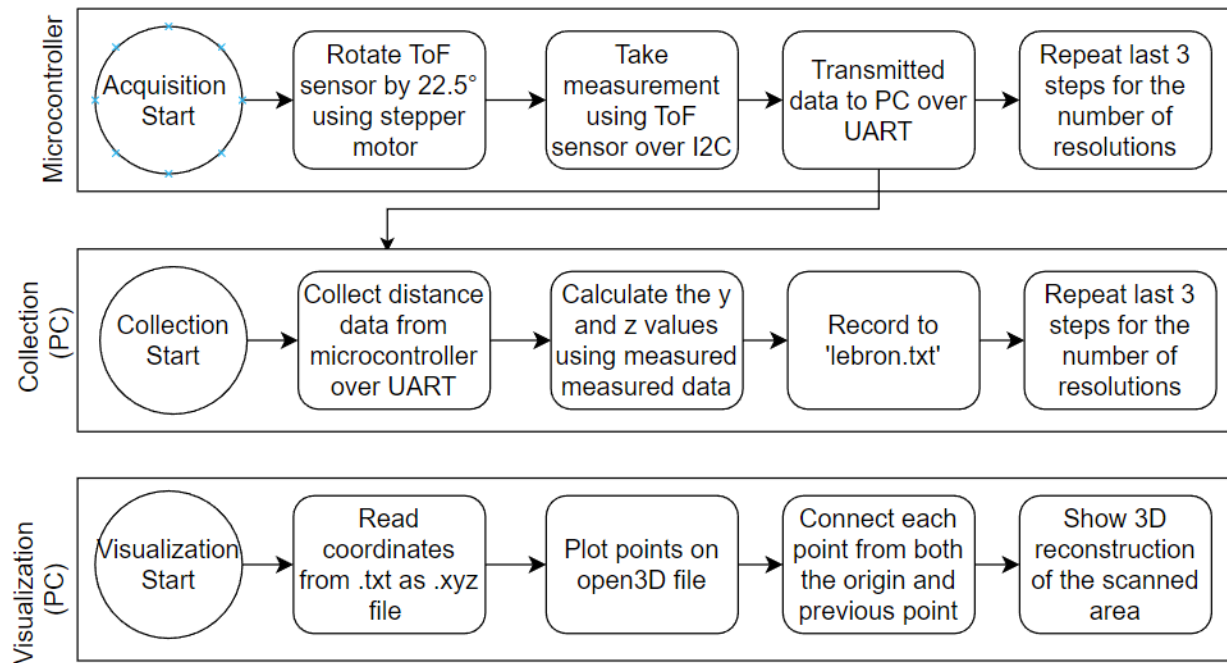 Microcontroller
Acquisition
Start
Rotate ToF
sensor by 22.5°
using stepper
motor
Take
measurement
using ToF
sensor over I2C
Transmitted
data to PC over
UART
Repeat last 3
steps for the
number of
resolutions
Collection
(PC)
Collection
Start
Collect distance
data from
microcontroller
over UART
Calculate the y
and z values
using measured
measured data
Record to
'lebron.txt'
Repeat last 3
steps for the
number of
resolutions
Visualization
(PC)
Visualization
Start
Read
coordinates
from .txt as .xyz
file
Plot points on
open3D file
Connect each
point from both
the origin and
previous point
Show 3D
reconstruction
of the scanned
area